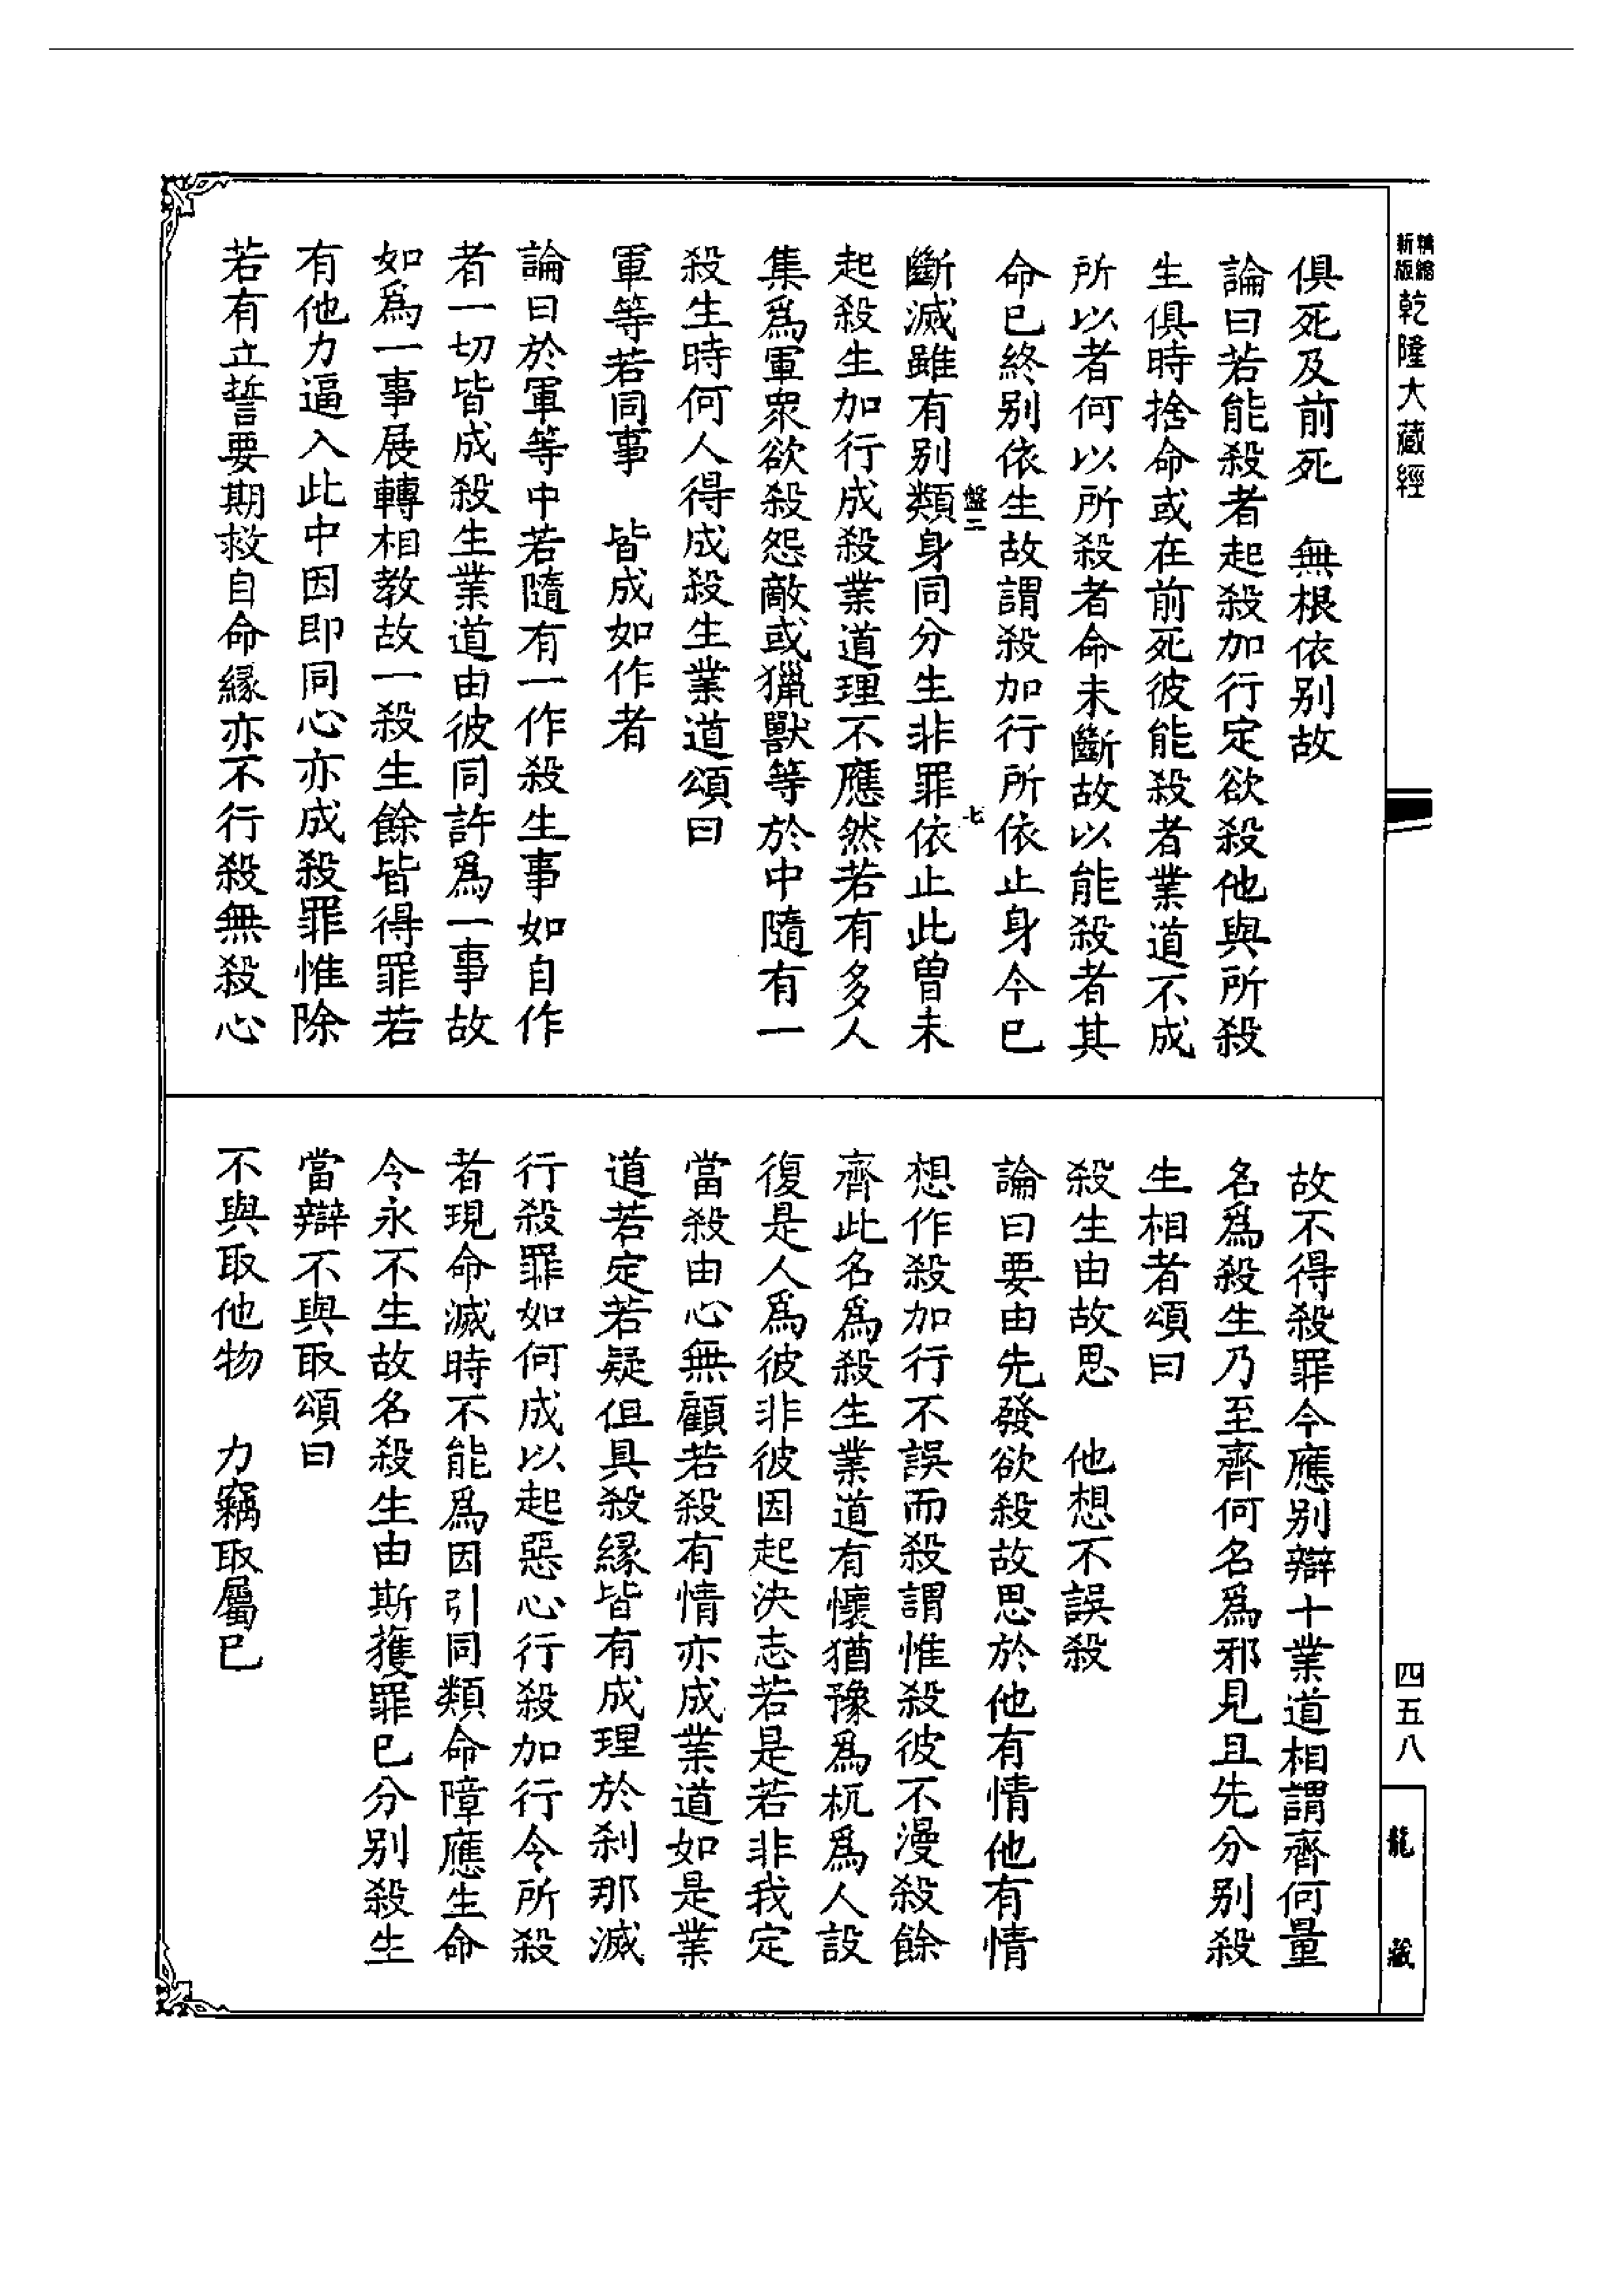 精縮新版乾隆大藏經
俱死及前死　無根依别故
論曰若能殺者起殺加行定欲殺他與所殺
生俱時捨命或在前死彼能殺者業道不成
所以者何以所殺者命未斷故以能殺者其
命已終别依生故謂殺加行所依止身今已
盤二　七
斷滅雖有别類身同分生非罪依止此曾未
起殺生加行成殺業道理不應然若有多人
集爲軍衆欲殺怨敵或獵獸等於中隨有一
殺生時何人得成殺生業道頌曰
軍等若同事　皆成如作者
論曰於軍等中若隨有一作殺生事如自作
者一切皆成殺生業道由彼同許爲一事故
如爲一事展轉相教故一殺生餘皆得罪若
有他力逼入此中因即同心亦成殺罪惟除
若有立誓要期救自命緣亦不行殺無殺心
故不得殺罪今應别辯十業道相謂齊何量
名爲殺生乃至齊何名爲邪見且先分别殺
生相者頌曰
殺生由故思　他想不誤殺
論曰要由先發欲殺故思於他有情他有情
想作殺加行不誤而殺謂惟殺彼不漫殺餘
齊此名爲殺生業道有懷猶豫爲杌爲人設
復是人爲彼非彼因起決志若是若非我定
當殺由心無顧若殺有情亦成業道如是業
道若定若疑但具殺緣皆有成理於刹那滅
行殺罪如何成以起惡心行殺加行令所殺
者現命滅時不能爲因引同類命障應生命
令永不生故名殺生由斯獲罪已分别殺生
當辯不與取頌曰
不與取他物　力竊取屬已
四五八
龍藏